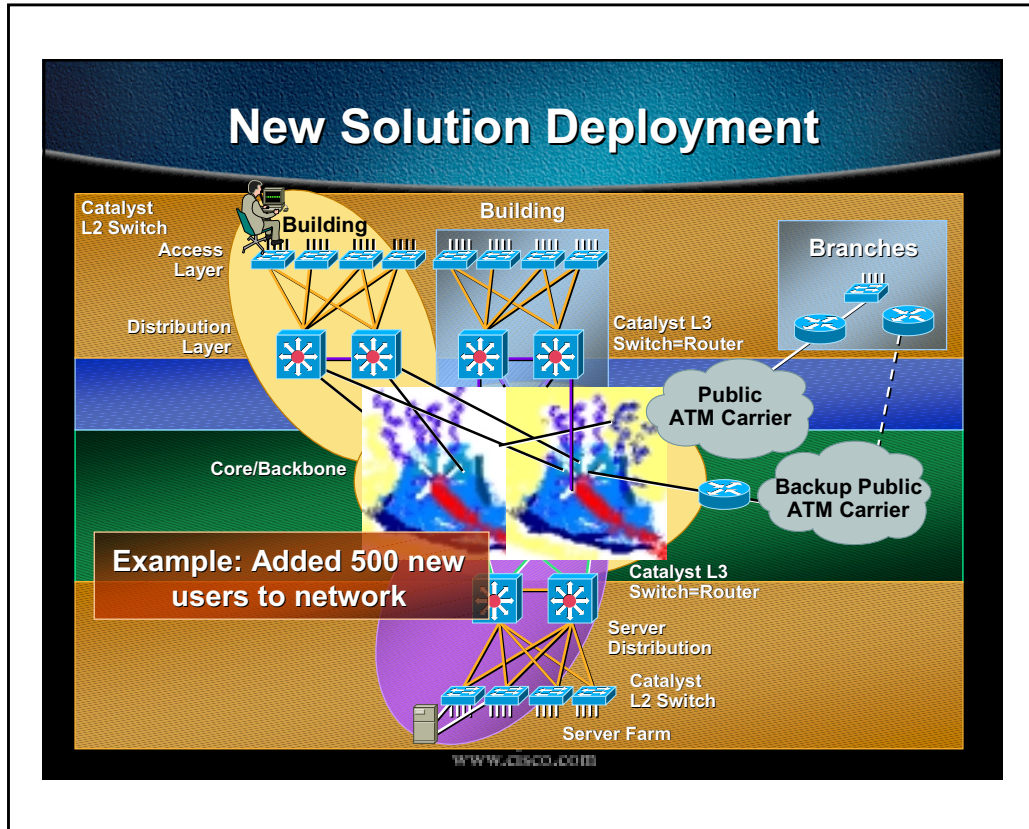 New Solution Deployment
Catalyst
L2 Switch
Building
Building
Access
Layer
Branches
Distribution
Layer
Catalyst L3
Switch=Router
Public
ATM Carrier
Core/Backbone
Backup Public
ATM Carrier
Example: Added 500 new
users to network
Catalyst L3
Switch=Router
Server
Distribution
Catalyst
L2 Switch
Server Farm
www.cisco.com